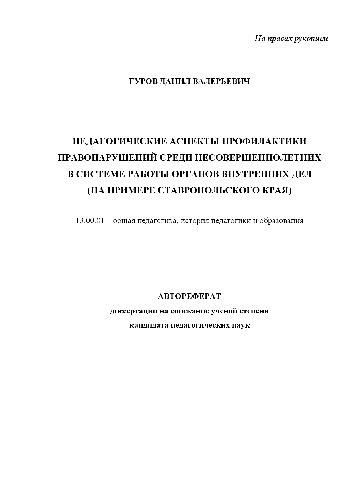 На правах рукописи
ГУРОВ ДАНИЛ ВАЛЕРЬЕВИЧ
ПЕДАГОГИЧЕСКИЕ АСПЕКТЫ ПРОФИЛАКТИКИ
ПРАВОНАРУШЕНИЙ СРЕДИ НЕСОВЕРШЕННОЛЕТНИХ
В СИСТЕМЕ РАБОТЫ ОРГАНОВ ВНУТРЕННИХ ДЕЛ
(НА ПРИМЕРЕ СТАВРОПОЛЬСКОГО КРАЯ)
13.00.01 – общая педагогика, история педагогики и образования
АВТОРЕФЕРАТ
диссертации на соискание ученой степени
кандидата педагогических наук